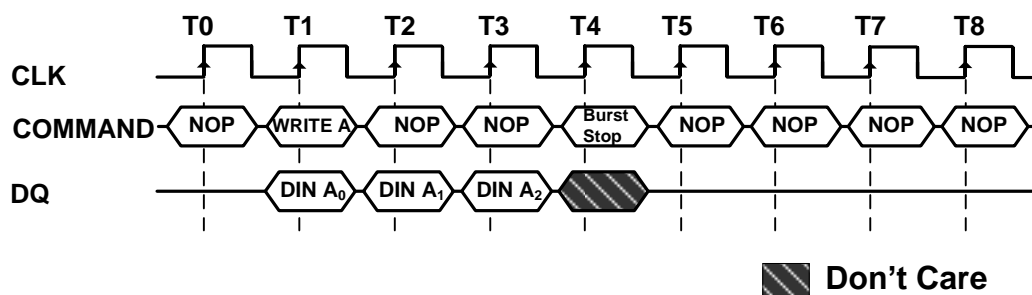 T0 T1 T2 T3 T4 T5 T6 T7 T8
CLK
COMMAND NOP WRITE A NOP NOP Burst Stop NOP NOP NOP NOP
DQ DIN A₀ DIN A₁ DIN A₂
Don't Care